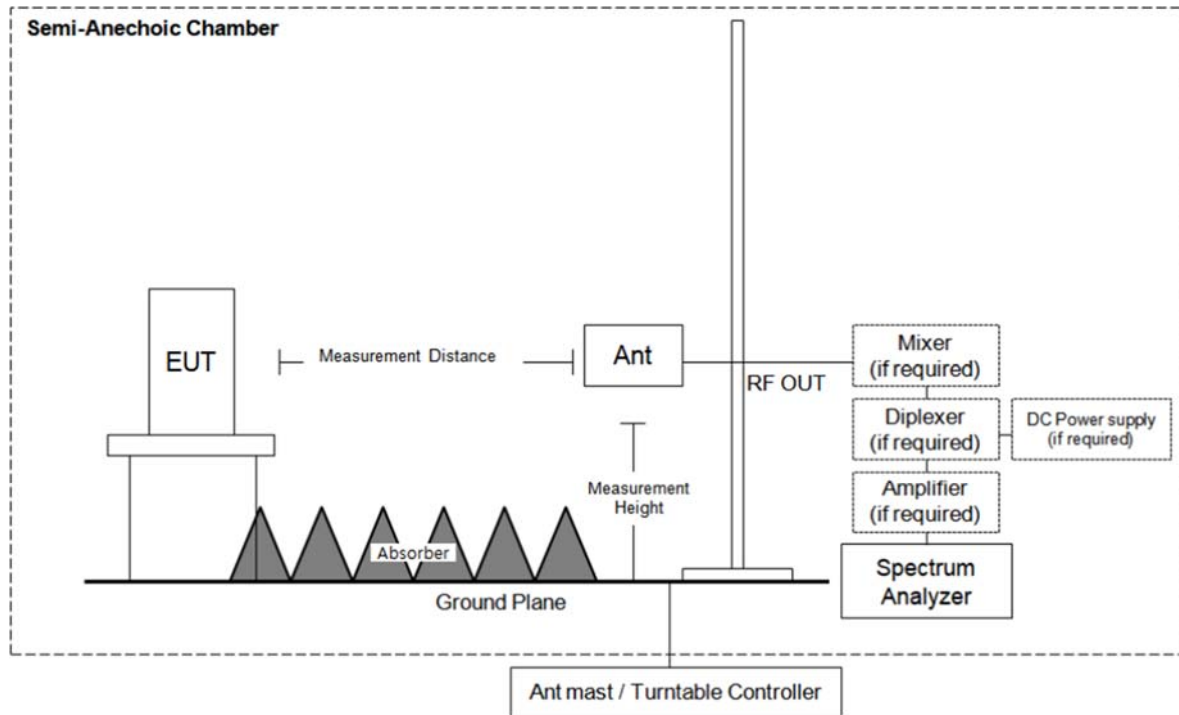 Semi-Anechoic Chamber
EUT
Measurement Distance
Ant
RF OUT
Mixer
(if required)
Diplexer
(if required)
DC Power supply
(if required)
Measurement
Height
Amplifier
(if required)
Absorber
Spectrum
Analyzer
Ground Plane
Ant mast / Turntable Controller